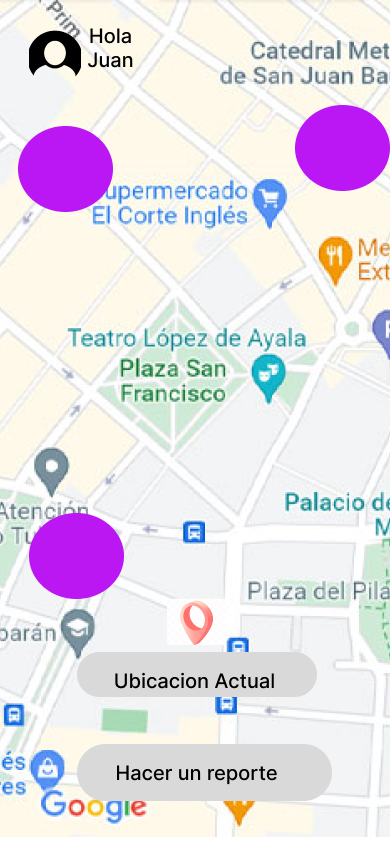 Prim
Hola
Juan
Catedral Met
de San Juan Ba
upermercado
El Corte Inglés
Me
Ext
Teatro López de Ayala
Plaza San
Francisco
Atención
o Tu
Palacio de
M
Plaza del Pila
parán
Ubicacion Actual
Hacer un reporte
és
es
Google